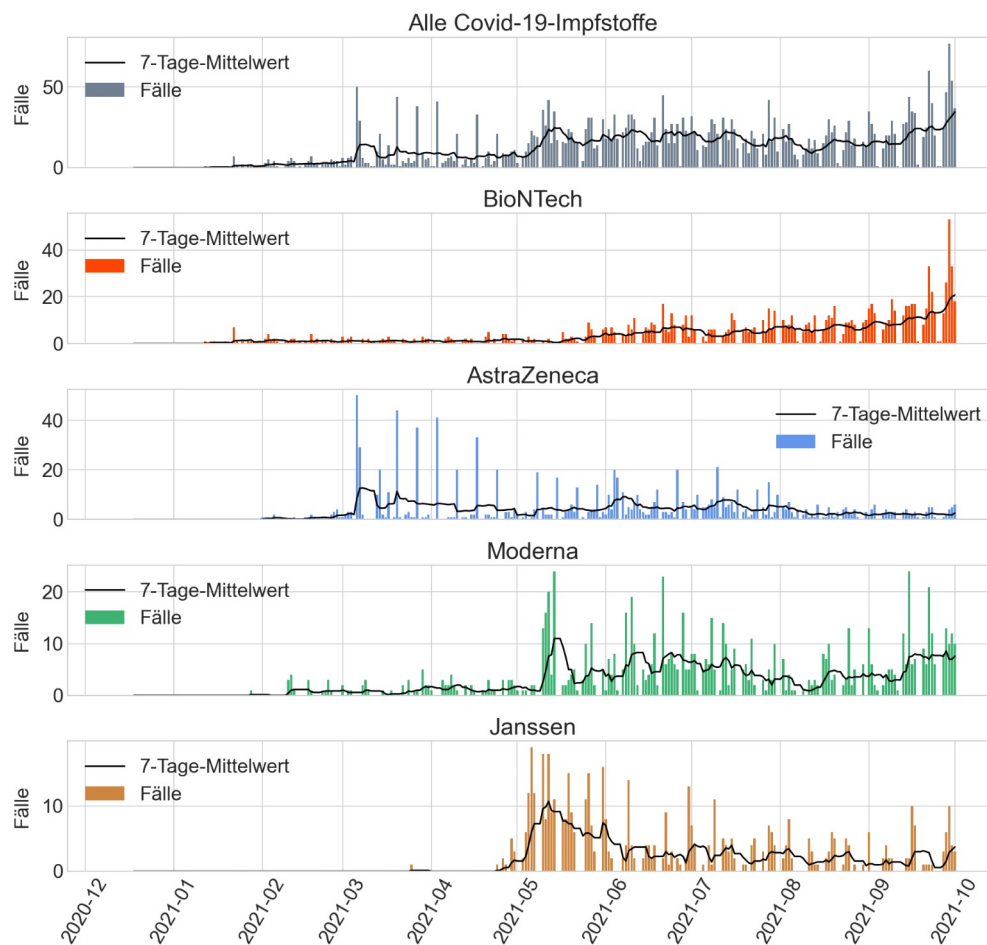 Alle Covid-19-Impfstoffe
7-Tage-Mittelwert
Fälle
Fälle
50
0
BioNTech
7-Tage-Mittelwert
Fälle
Fälle
40
20
0
AstraZeneca
7-Tage-Mittelwert
Fälle
Fälle
40
20
0
Moderna
7-Tage-Mittelwert
Fälle
Fälle
20
10
0
Janssen
7-Tage-Mittelwert
Fälle
Fälle
10
0
2020-12
2021-01
2021-02
2021-03
2021-04
2021-05
2021-06
2021-07
2021-08
2021-09
2021-10